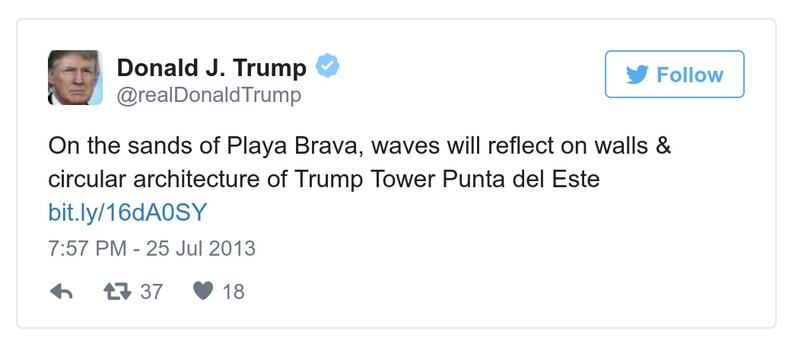 Donald J. Trump
@realDonaldTrump
Follow
On the sands of Playa Brava, waves will reflect on walls &
circular architecture of Trump Tower Punta del Este
bit.ly/16dA0SY
7:57 PM - 25 Jul 2013
37 18